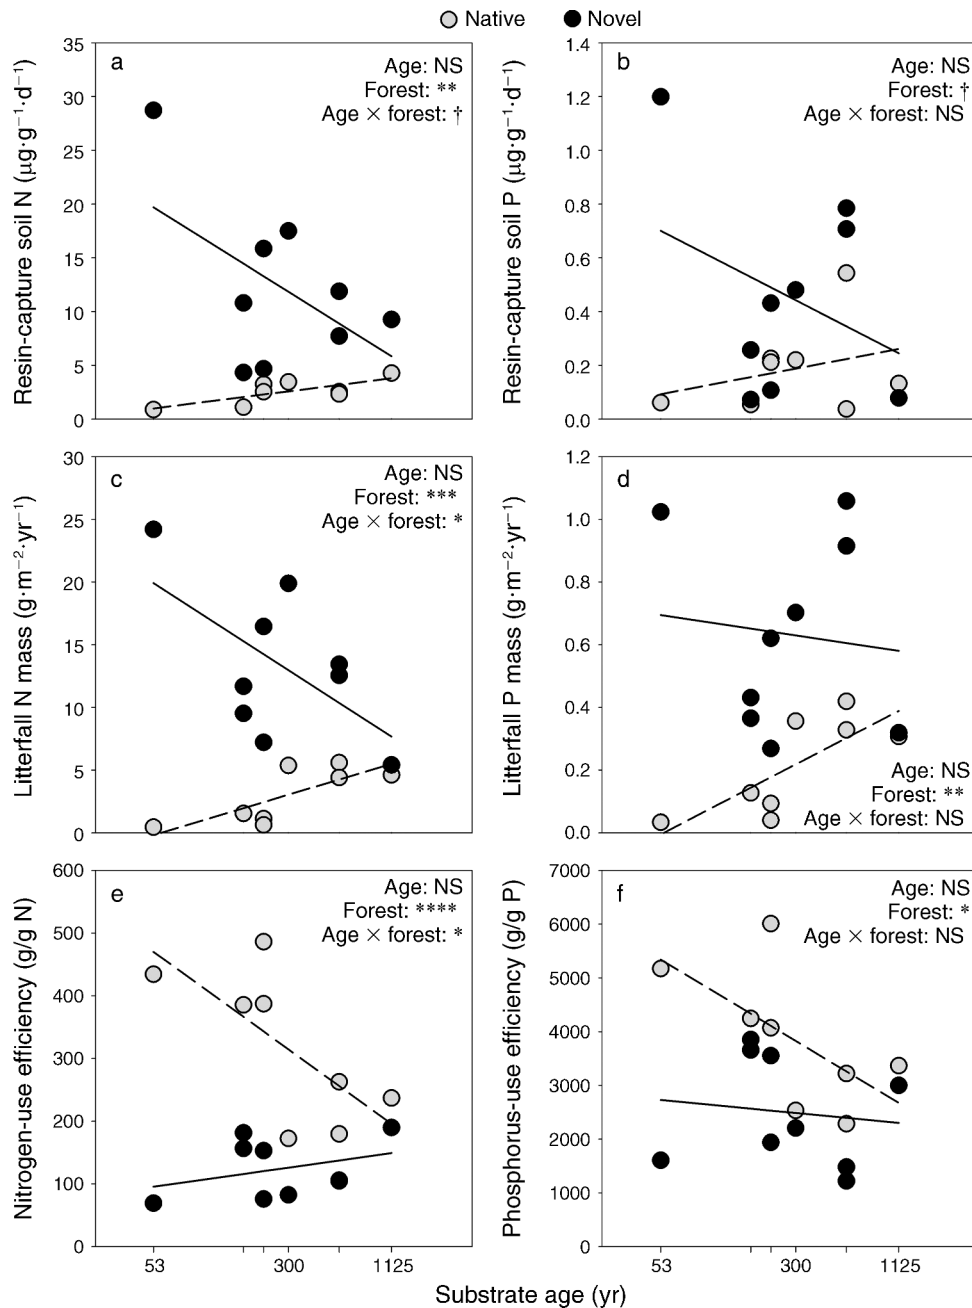 Native Novel
a
Age: NS
Forest: **
Age × forest: †
Resin-capture soil N (µg·g⁻¹·d⁻¹)
35
30
25
20
15
10
5
0
b
Age: NS
Forest: †
Age × forest: NS
Resin-capture soil P (µg·g⁻¹·d⁻¹)
1.4
1.2
1.0
0.8
0.6
0.4
0.2
0.0
c
Age: NS
Forest: ***
Age × forest: *
Litterfall N mass (g·m⁻²·yr⁻¹)
30
25
20
15
10
5
0
d
Age: NS
Forest: **
Age × forest: NS
Litterfall P mass (g·m⁻²·yr⁻¹)
1.2
1.0
0.8
0.6
0.4
0.2
0.0
e
Age: NS
Forest: ****
Age × forest: *
Nitrogen-use efficiency (g/g N)
600
500
400
300
200
100
0
53 300 1125
f
Age: NS
Forest: *
Age × forest: NS
Phosphorus-use efficiency (g/g P)
7000
6000
5000
4000
3000
2000
1000
0
53 300 1125
Substrate age (yr)